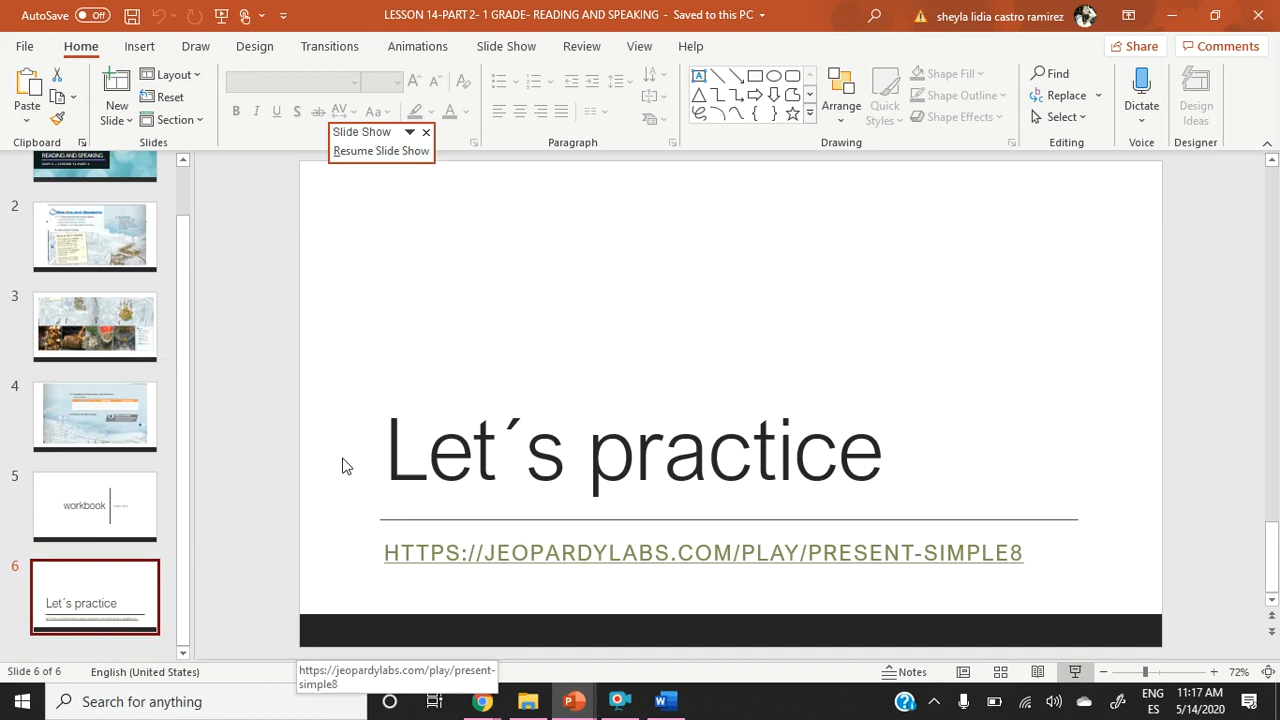 AutoSave Off
LESSON 14-PART 2- 1 GRADE- READING AND SPEAKING - Saved to this PC
sheyla lidia castro ramirez
File Home Insert Draw Design Transitions Animations Slide Show Review View Help
Share Comments
Paste
Clipboard
New Slide
Layout
Reset
Section
Slides
B I U S ab AV Aa A
Slide Show
Resume Slide Show
Paragraph
Arrange
Quick Styles
Shape Fill
Shape Outline
Shape Effects
Drawing
Find
Replace
Select
Editing
Dictate
Voice
Design Ideas
Designer
READING AND SPEAKING
2
3
4
5
workbook
6
Let´s practice
Let´s practice
HTTPS://JEOPARDYLABS.COM/PLAY/PRESENT-SIMPLE8
https://jeopardylabs.com/play/present-
simple8
Slide 6 of 6
English (United States)
Notes
72%
Search for anything
ENG
ES
11:17 AM
5/14/2020